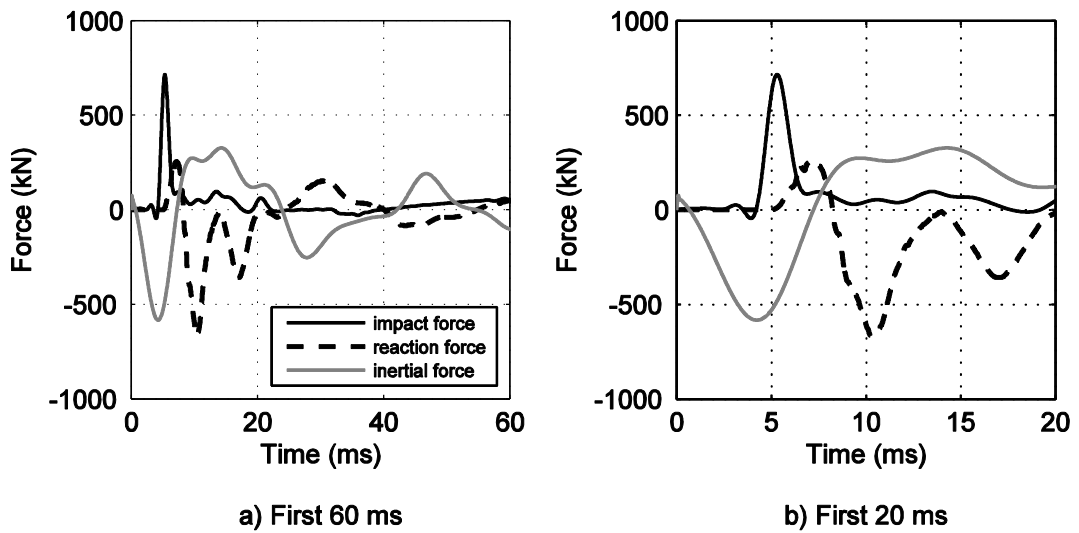 1000
500
0
-500
-1000
Force (kN)
impact force
reaction force
inertial force
0 20 40 60
Time (ms)
a) First 60 ms
1000
500
0
-500
-1000
Force (kN)
0 5 10 15 20
Time (ms)
b) First 20 ms